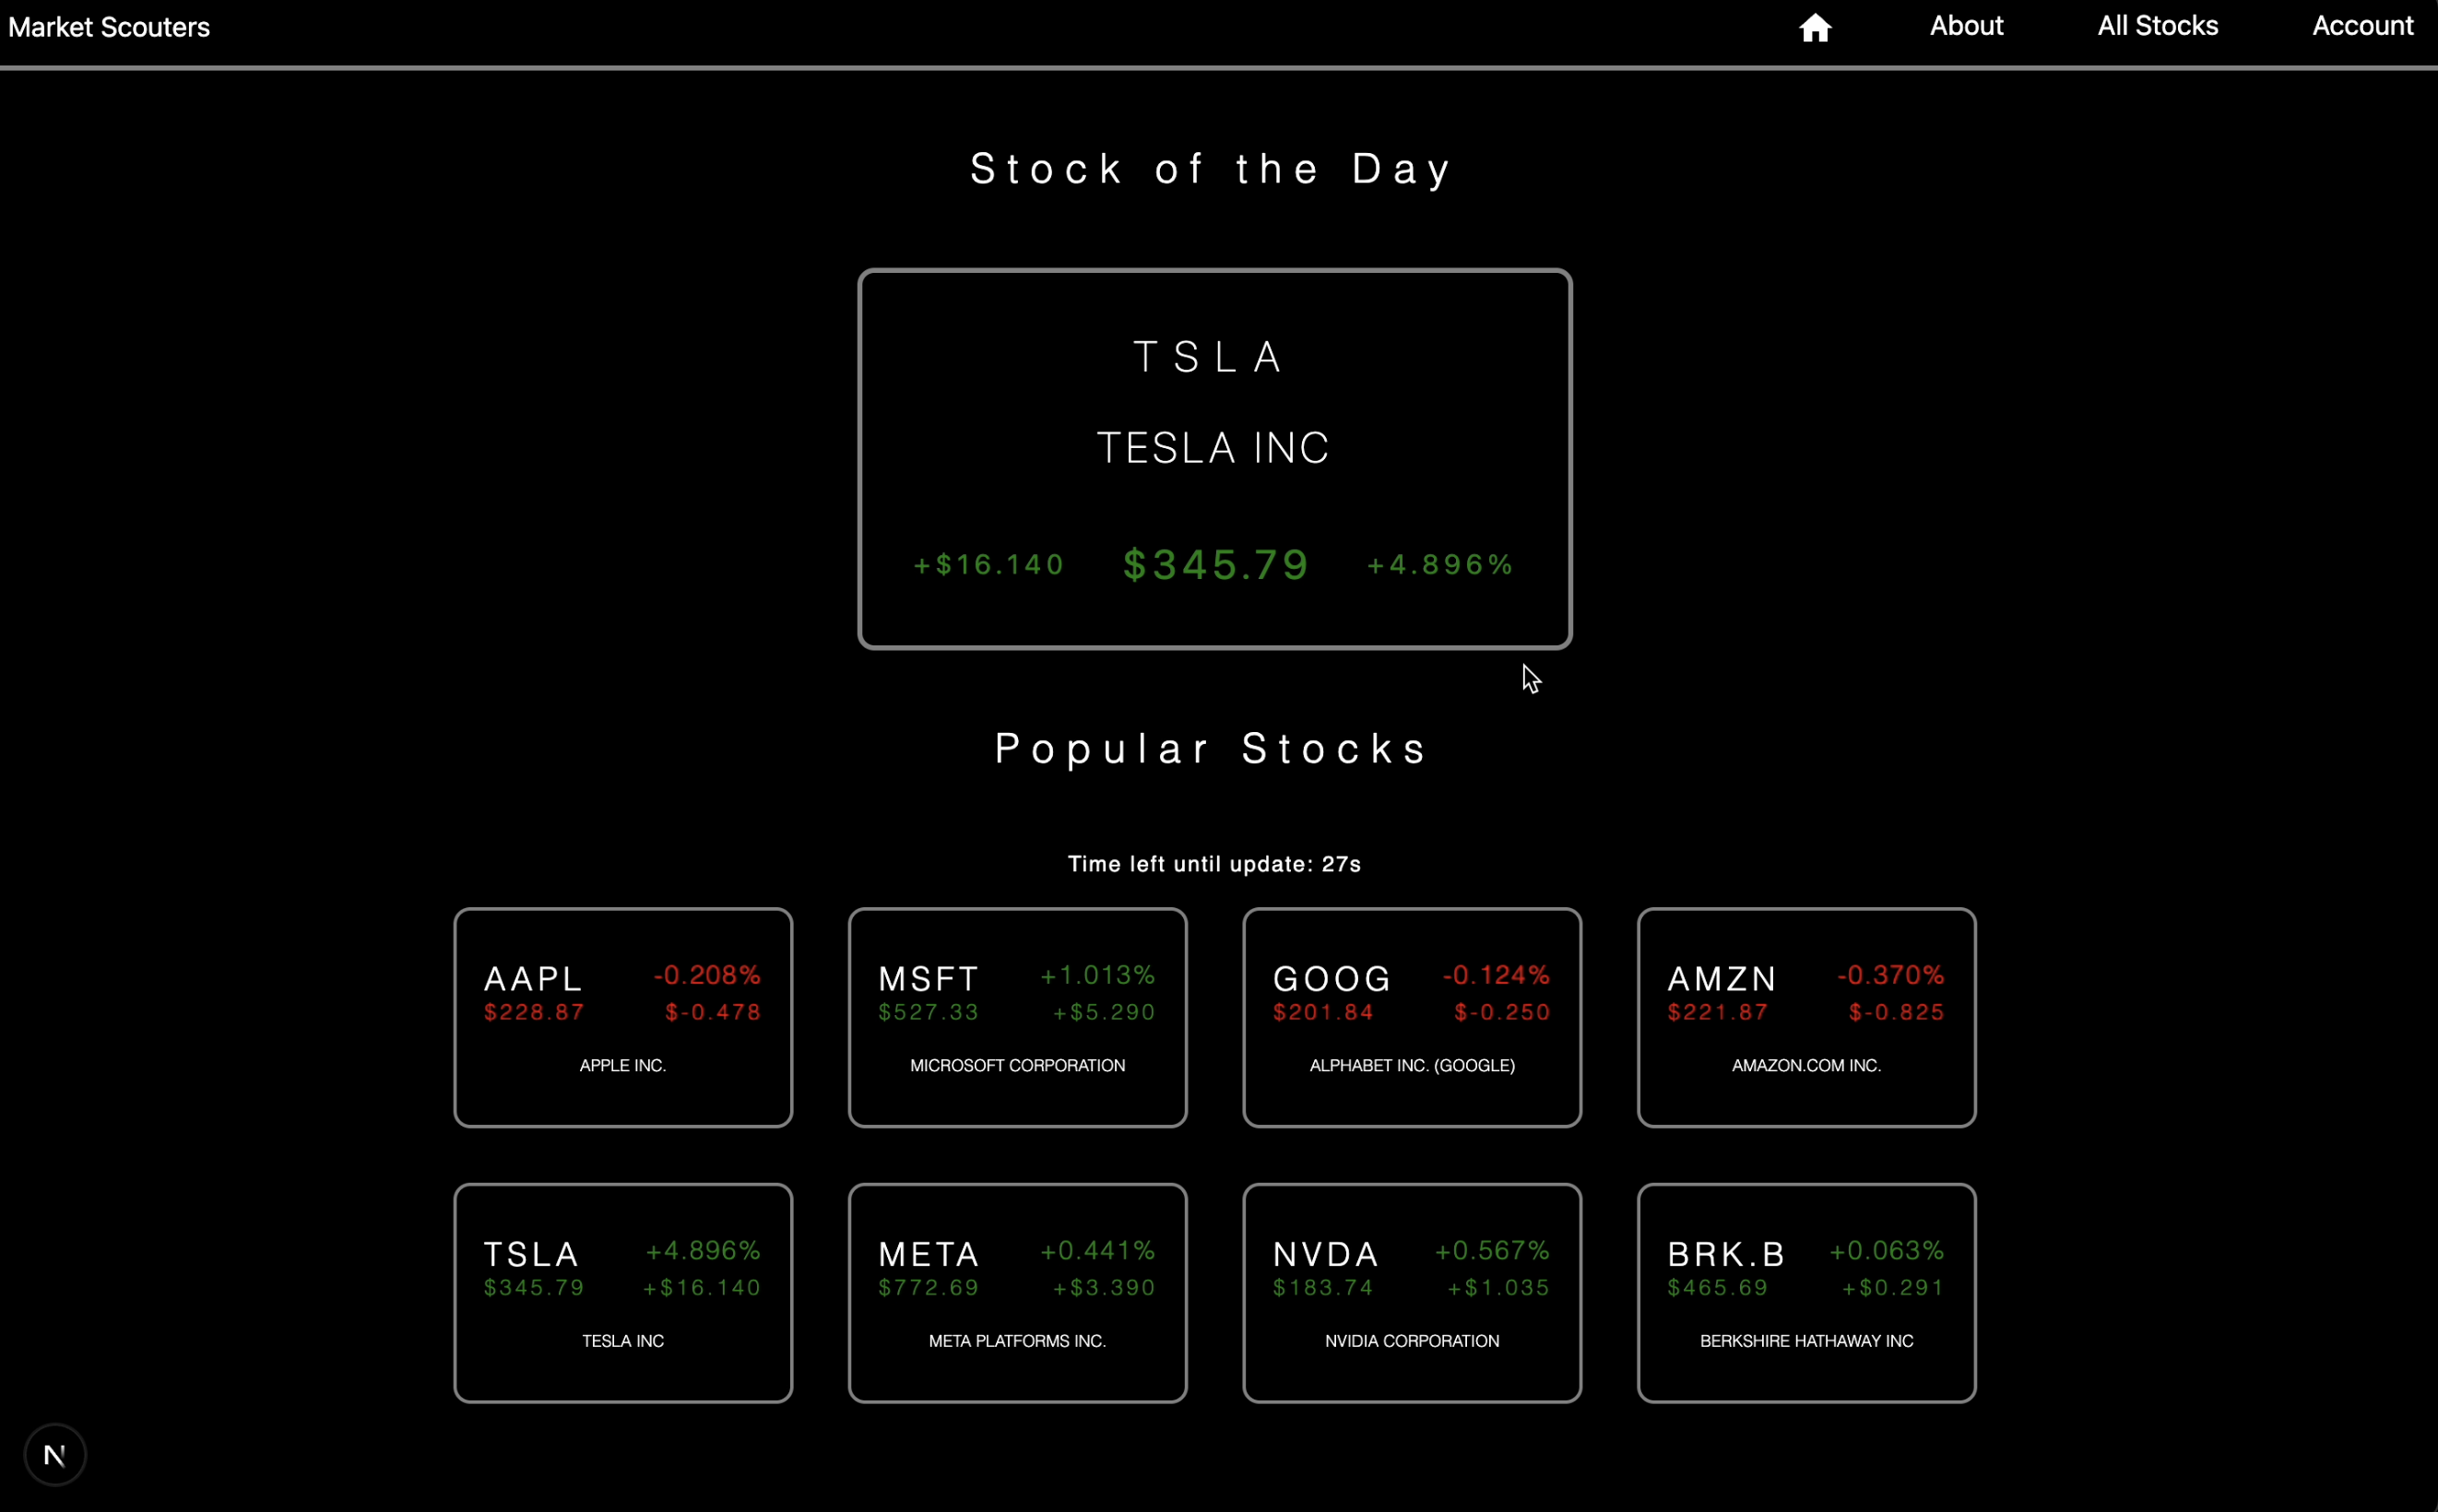 Market Scouters
About
All Stocks
Account
Stock of the Day
TSLA
TESLA INC
+$16.140 $345.79 +4.896%
Popular Stocks
Time left until update: 27s
AAPL -0.208%
$228.87 $-0.478
APPLE INC.
MSFT +1.013%
$527.33 +$5.290
MICROSOFT CORPORATION
GOOG -0.124%
$201.84 $-0.250
ALPHABET INC. (GOOGLE)
AMZN -0.370%
$221.87 $-0.825
AMAZON.COM INC.
TSLA +4.896%
$345.79 +$16.140
TESLA INC
META +0.441%
$772.69 +$3.390
META PLATFORMS INC.
NVDA +0.567%
$183.74 +$1.035
NVIDIA CORPORATION
BRK.B +0.063%
$465.69 +$0.291
BERKSHIRE HATHAWAY INC
N